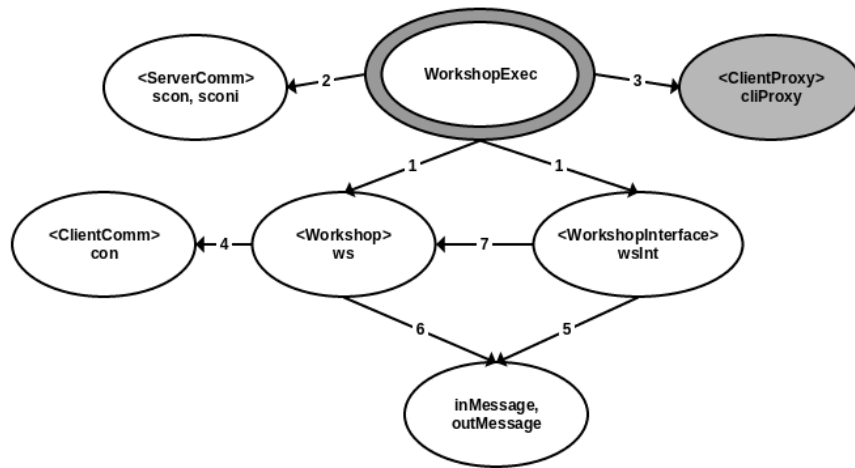 WorkshopExec
<ServerComm>
scon, sconi
2
3
<ClientProxy>
cliProxy
1
1
<ClientComm>
con
4
<Workshop>
ws
7
<WorkshopInterface>
wsInt
6
5
inMessage,
outMessage